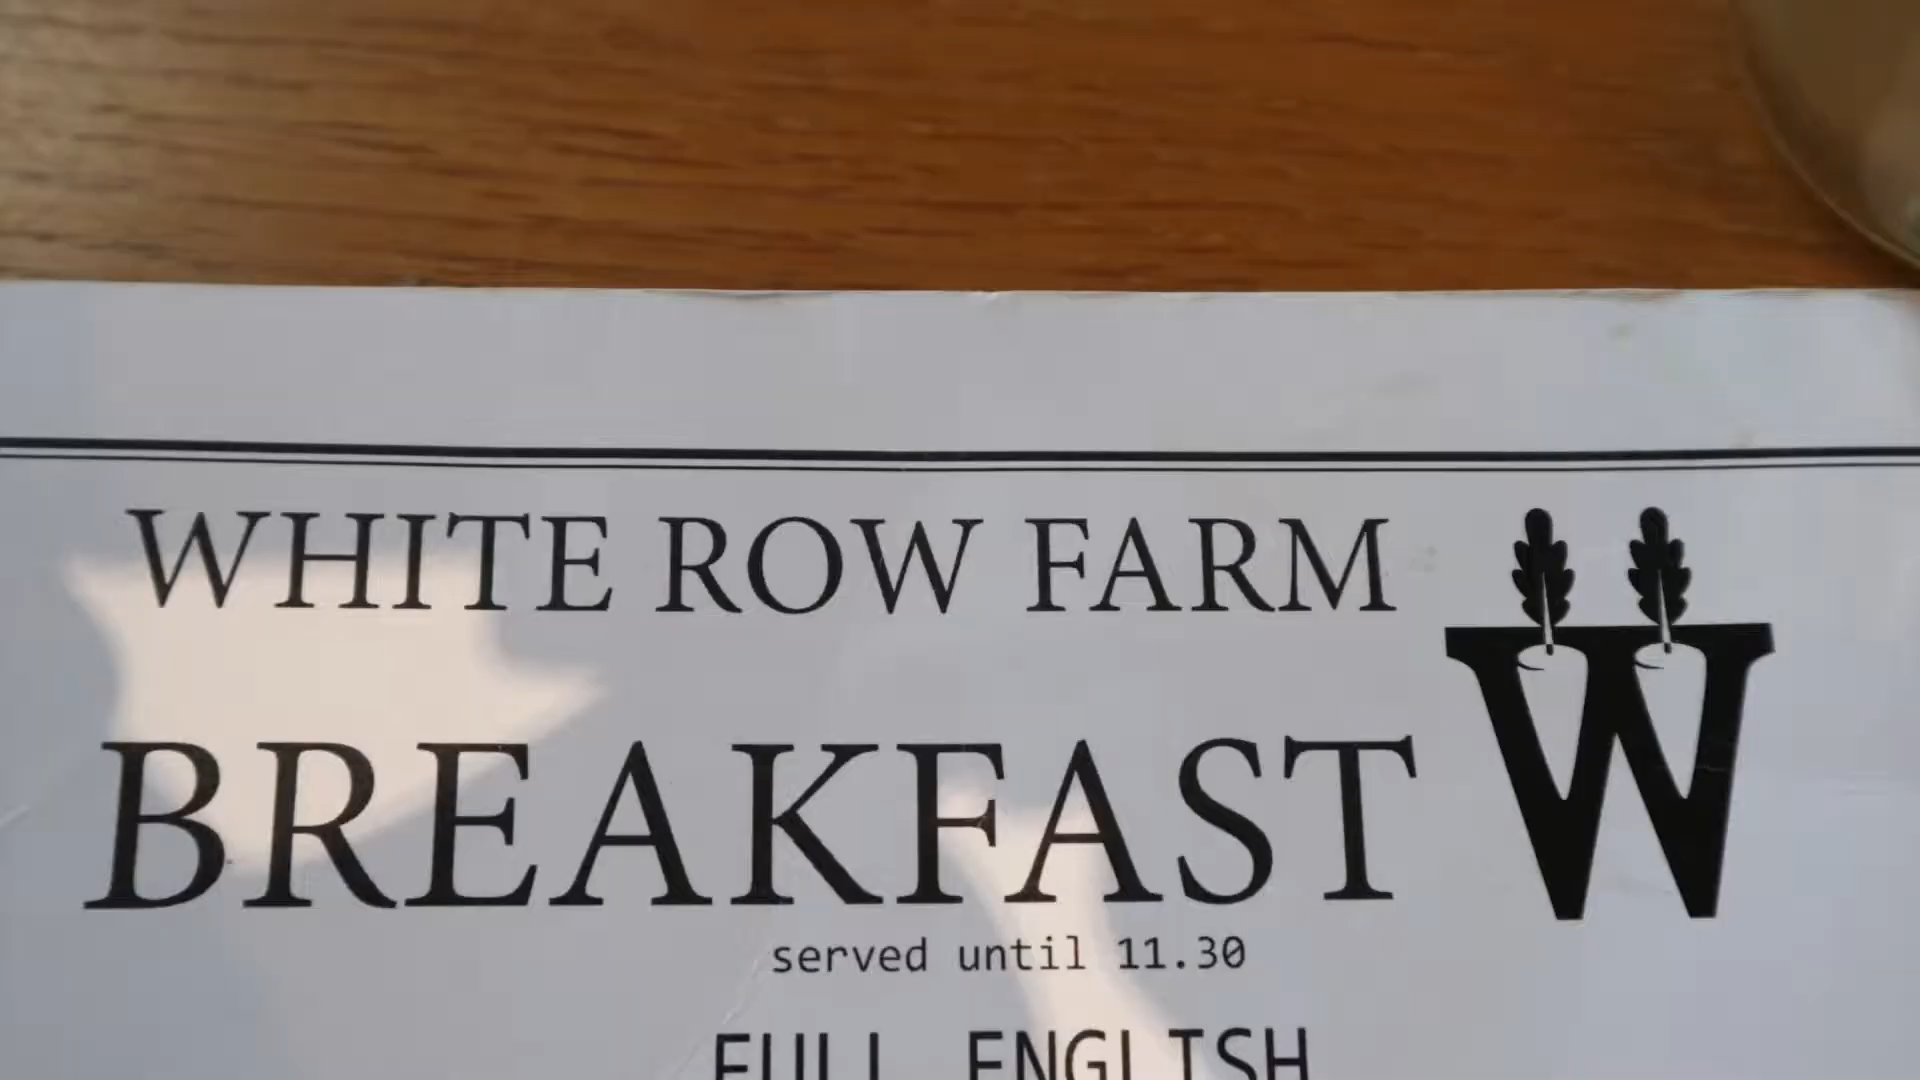 WHITE ROW FARM
BREAKFAST
W
served until 11.30
FULL ENGLISH